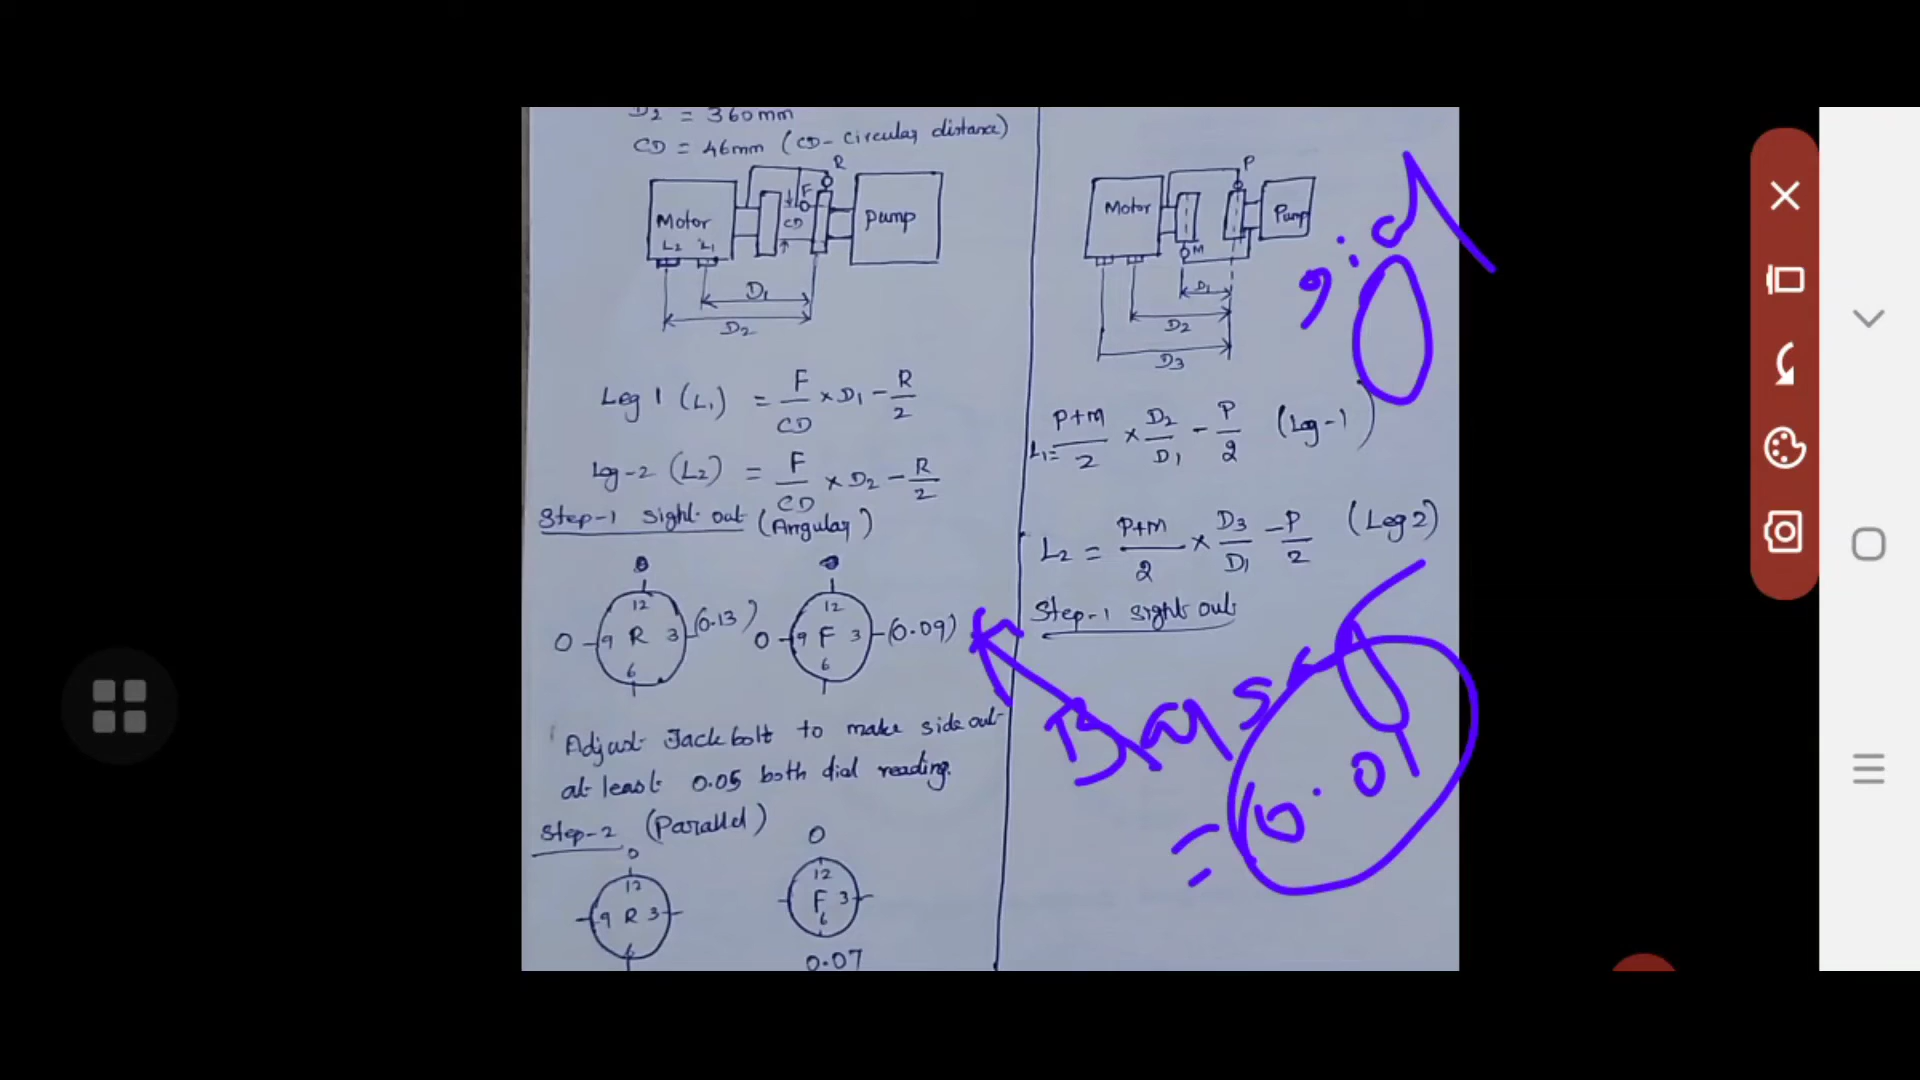 D2 = 360mm
CD = 46mm (CD- Circular distance)
R
F
CD
Motor
L2 L1
Pump
D1
D2
Leg 1 (L1) = F/CD × D1 - R/2
Leg-2 (L2) = F/CD × D2 - R/2
Step-1 Sight out (Angular)
0 0
12 12
0 9 R 3 (0.13) 0 9 F 3 (0.09)
6 6
Adjust Jack bolt to make side out
at least 0.05 both dial reading.
Step-2 (Parallel)
0 0
12 12
9 R 3 F 3
6 6
0.07
P
Motor
Pump
M
D1
D2
D3
L1= P+M/2 × D2/D1 - P/2 (Leg-1)
L2 = P+M/2 × D3/D1 - P/2 (Leg 2)
Step-1 sight out
= 0.01